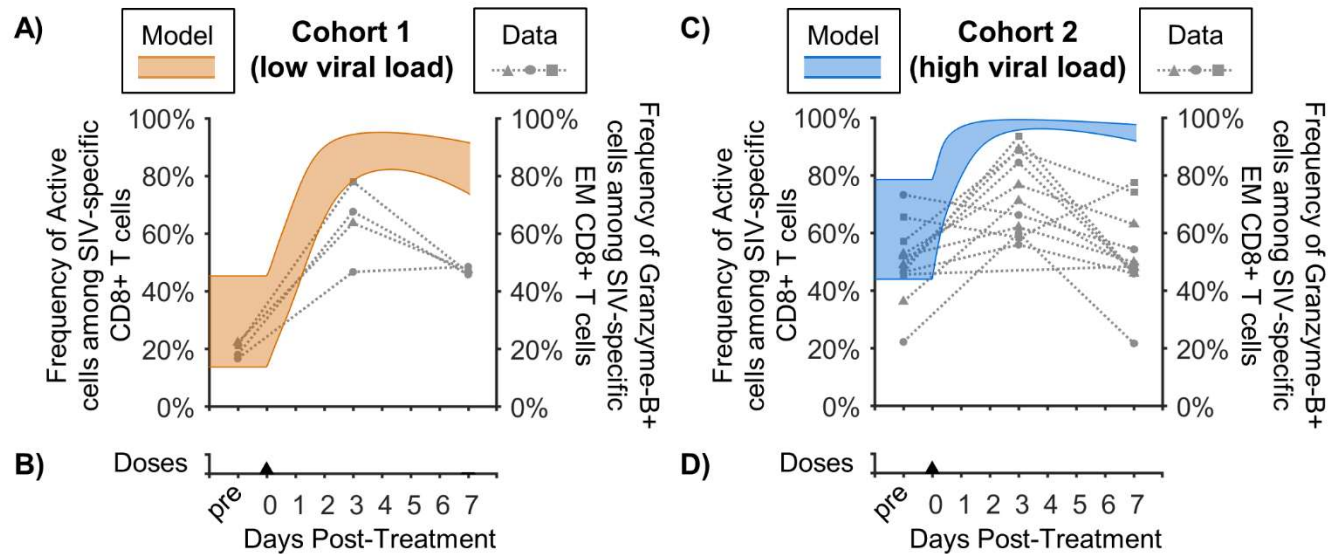 A)
Model
Cohort 1
(low viral load)
Data
Frequency of Active
cells among SIV-specific
CD8+ T cells
100%
80%
60%
40%
20%
0%
100%
80%
60%
40%
20%
0%
Frequency of Granzyme-B+
cells among SIV-specific
EM CD8+ T cells
B)
Doses
pre 0 1 2 3 4 5 6 7
Days Post-Treatment
C)
Model
Cohort 2
(high viral load)
Data
Frequency of Active
cells among SIV-specific
CD8+ T cells
100%
80%
60%
40%
20%
0%
100%
80%
60%
40%
20%
0%
Frequency of Granzyme-B+
cells among SIV-specific
EM CD8+ T cells
D)
Doses
pre 0 1 2 3 4 5 6 7
Days Post-Treatment